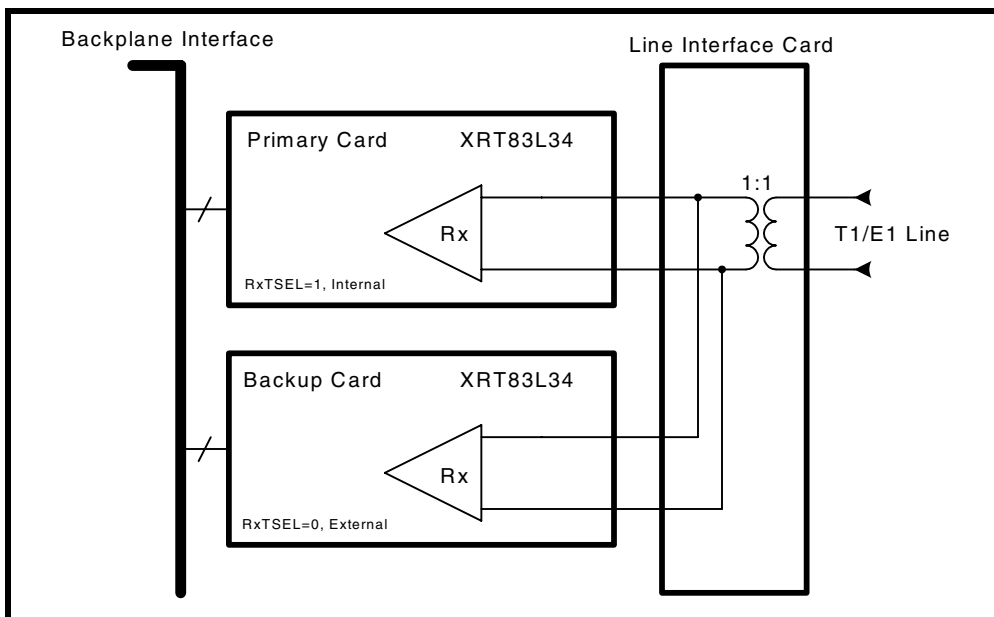 Backplane Interface
Line Interface Card
Primary Card XRT83L34
Rx
RxTSEL=1, Internal
1:1
T1/E1 Line
Backup Card XRT83L34
Rx
RxTSEL=0, External